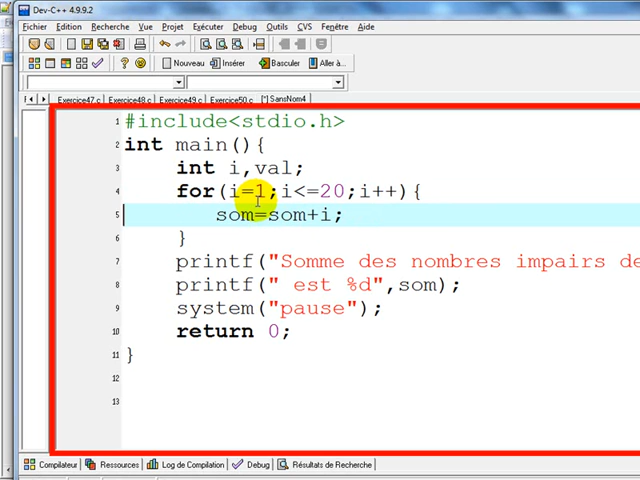 Dev-C++ 4.9.9.2
Fichier Edition Recherche Vue Projet Exécuter Debug Outils CVS Fenêtre Aide
Nouveau Insérer Basculer Aller à...
Exercice47.c Exercice48.c Exercice49.c Exercice50.c [*] SansNom4
1 #include<stdio.h>
2 int main(){
3 int i,val;
4 for(i=1;i<=20;i++){
5 som=som+i;
6 }
7 printf("Somme des nombres impairs de
8 printf(" est %d",som);
9 system("pause");
10 return 0;
11 }
12
13
Compilateur Ressources Log de Compilation Debug Résultats de Recherche